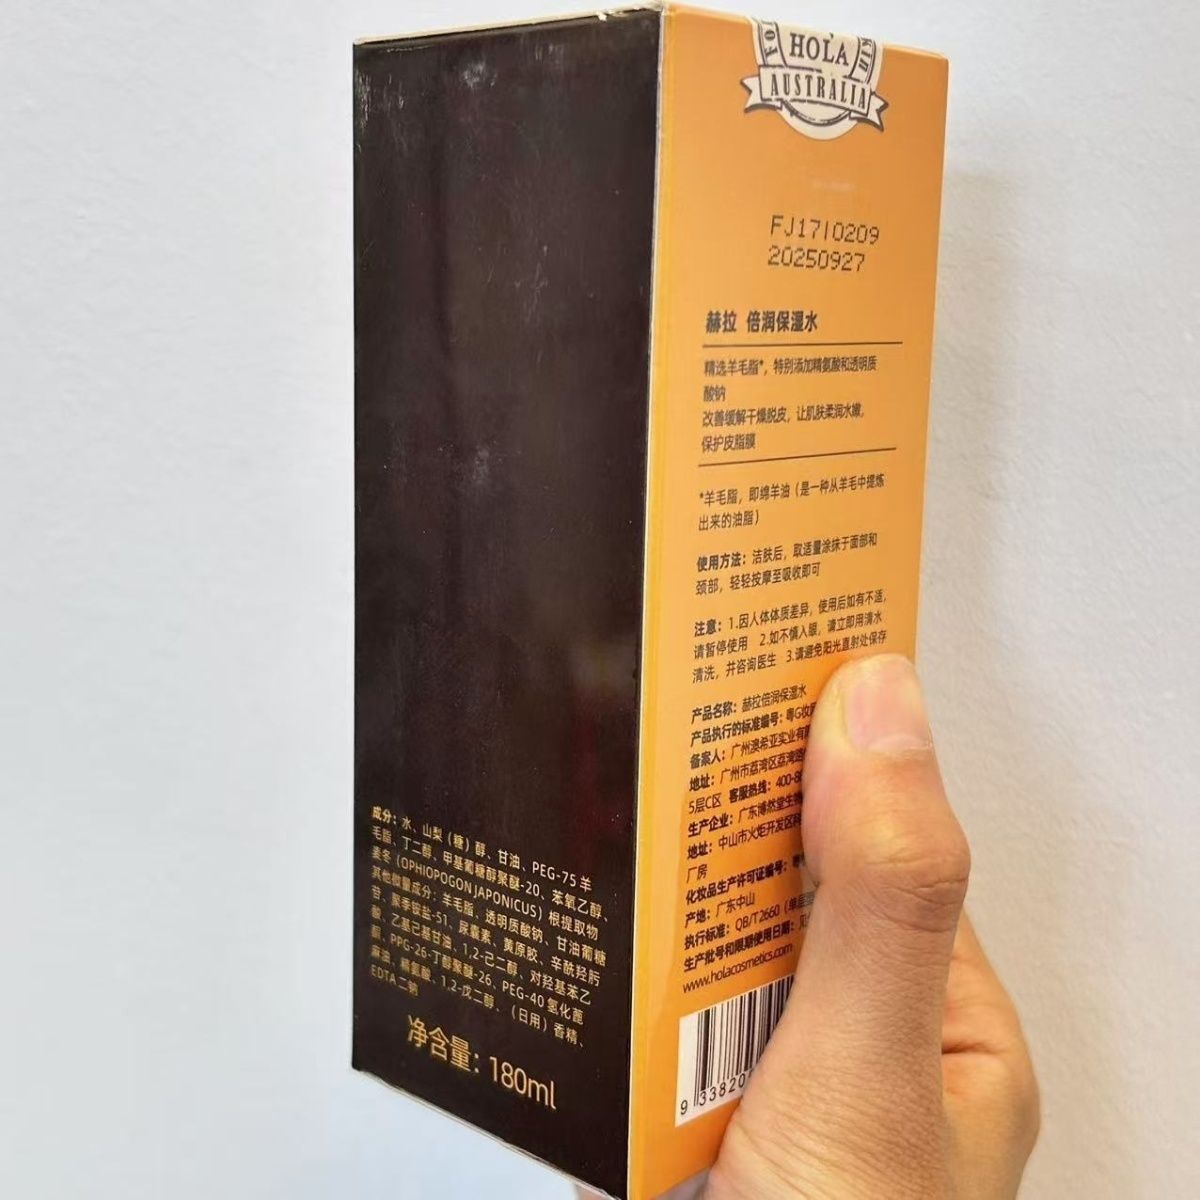 HOLA
AUSTRALIA
FJ1710209
20250927
赫拉 倍润保湿水
精选羊毛脂*，特别添加精氨酸和透明质
酸钠
改善缓解干燥脱皮，让肌肤柔润水嫩，
保护皮脂膜
*羊毛脂，即绵羊油（是一种从羊毛中提炼
出来的油脂）
使用方法：洁肤后，取适量涂抹于面部和
颈部，轻轻按摩至吸收即可
注意：1.因人体体质差异，使用后如有不适，
请暂停使用 2.如不慎入眼，请立即用清水
清洗，并咨询医生 3.请避免阳光直射处保存
产品名称：赫拉倍润保湿水
产品执行的标准编号：粤G妆
备案人：广州澳希亚实业有
地址：广州市荔湾区荔湾路
5层C区 客服热线：400-8
生产企业：广东博然堂生物
地址：中山市火炬开发区
厂房
化妆品生产许可证编号：粤
产地：广东中山
执行标准：QB/T2660（单层
生产批号和限期使用日期：见
www.holacosmetics.com
9 33820
成分：水、山梨（糖）醇、甘油、PEG-75 羊
毛脂、丁二醇、甲基葡糖醇聚醚-20、苯氧乙醇、
麦冬（OPHIOPOGON JAPONICUS）根提取物
其他微量成分：羊毛脂、透明质酸钠、甘油葡糖
苷、聚季铵盐-51、尿囊素、黄原胶、辛酰羟肟
酸、乙基己基甘油、1,2-己二醇、对羟基苯乙
酮、PPG-26-丁醇聚醚-26、PEG-40 氢化蓖
麻油、精氨酸、1,2-戊二醇、（日用）香精、
EDTA 二钠
净含量：180ml